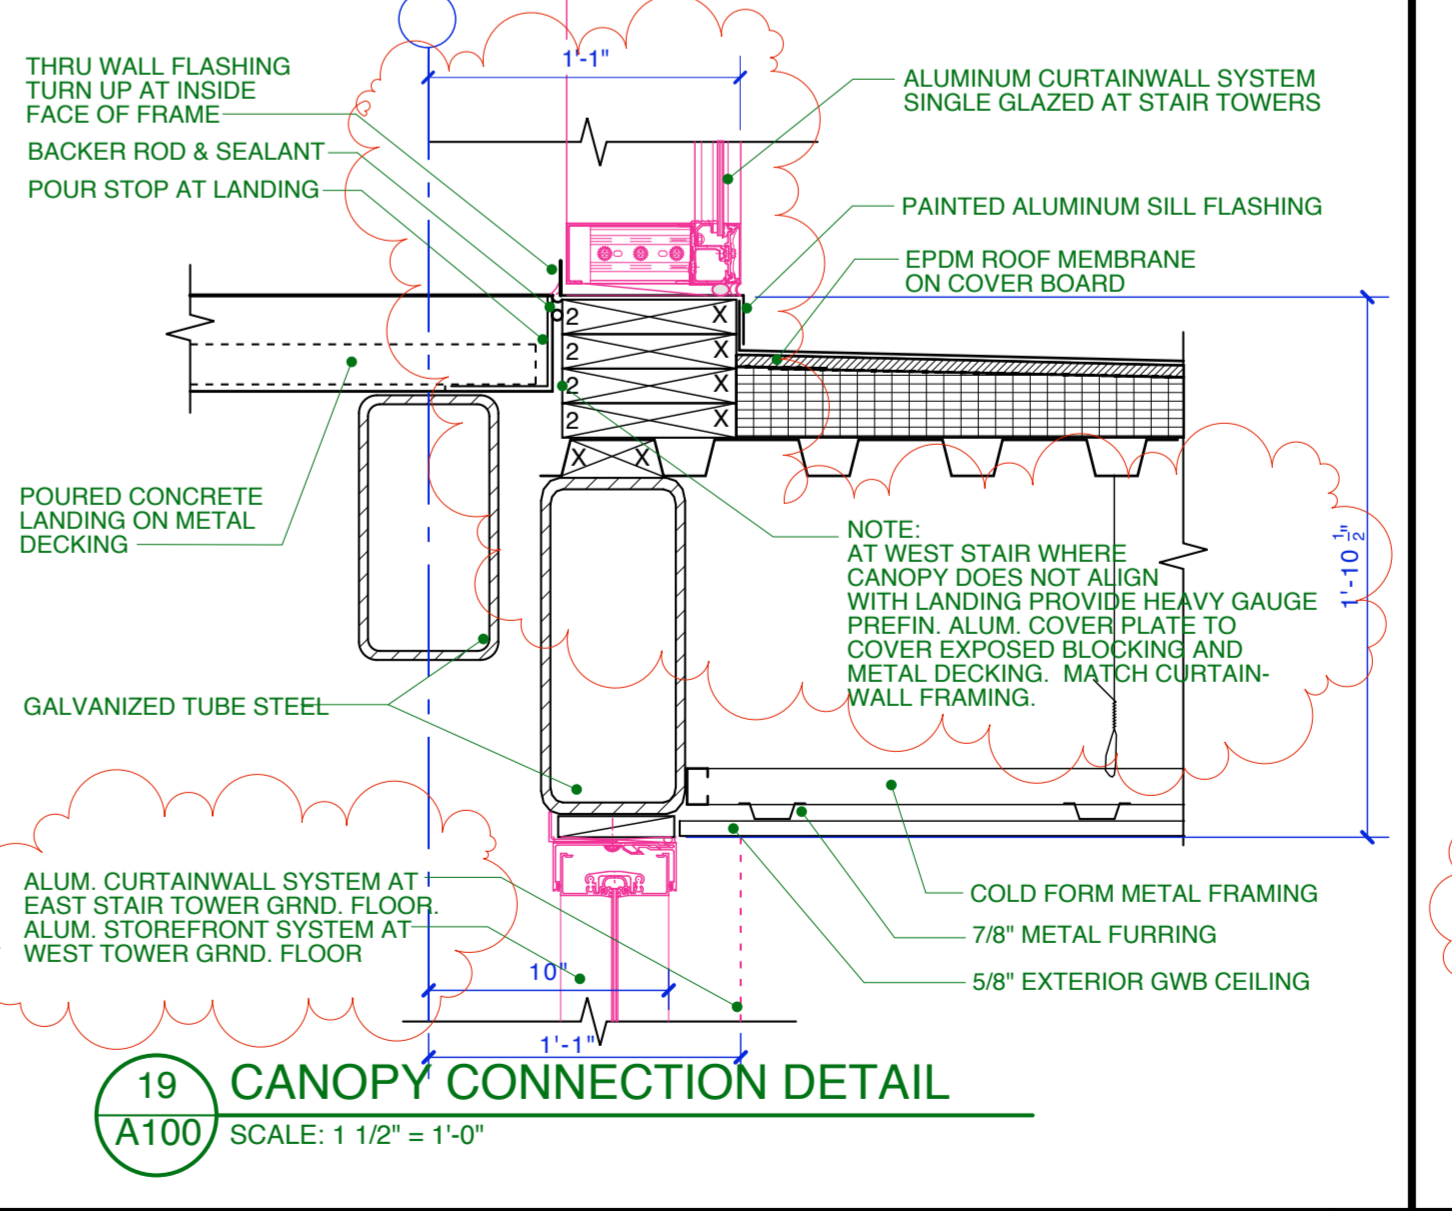 1'-1"
THRU WALL FLASHING
TURN UP AT INSIDE
FACE OF FRAME
BACKER ROD & SEALANT
POUR STOP AT LANDING
ALUMINUM CURTAINWALL SYSTEM
SINGLE GLAZED AT STAIR TOWERS
PAINTED ALUMINUM SILL FLASHING
EPDM ROOF MEMBRANE
ON COVER BOARD
2 X
2 X
2 X
2 X
X X
POURED CONCRETE
LANDING ON METAL
DECKING
NOTE:
AT WEST STAIR WHERE
CANOPY DOES NOT ALIGN
WITH LANDING PROVIDE HEAVY GAUGE
PREFIN. ALUM. COVER PLATE TO
COVER EXPOSED BLOCKING AND
METAL DECKING. MATCH CURTAIN-
WALL FRAMING.
1'-10 1/2"
GALVANIZED TUBE STEEL
ALUM. CURTAINWALL SYSTEM AT
EAST STAIR TOWER GRND. FLOOR.
ALUM. STOREFRONT SYSTEM AT
WEST TOWER GRND. FLOOR
COLD FORM METAL FRAMING
7/8" METAL FURRING
5/8" EXTERIOR GWB CEILING
10"
1'-1"
19
A100
CANOPY CONNECTION DETAIL
SCALE: 1 1/2" = 1'-0"